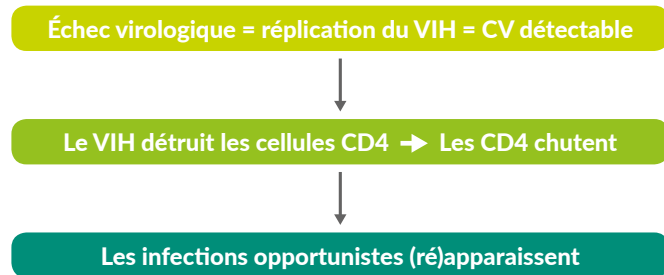 Échec virologique = réplication du VIH = CV détectable
Le VIH détruit les cellules CD4 → Les CD4 chutent
Les infections opportunistes (ré)apparaissent